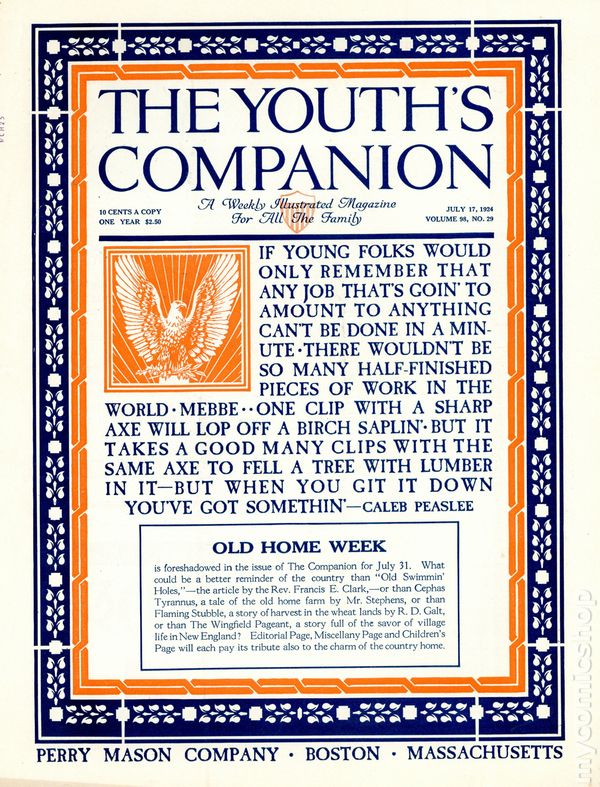 THE YOUTH'S
COMPANION
10 CENTS A COPY
ONE YEAR $2.50
A Weekly Illustrated Magazine
For All The Family
JULY 17, 1924
VOLUME 98, NO. 29
IF YOUNG FOLKS WOULD
ONLY REMEMBER THAT
ANY JOB THAT'S GOIN' TO
AMOUNT TO ANYTHING
CAN'T BE DONE IN A MIN-
UTE·THERE WOULDN'T BE
SO MANY HALF-FINISHED
PIECES OF WORK IN THE
WORLD·MEBBE··ONE CLIP WITH A SHARP
AXE WILL LOP OFF A BIRCH SAPLIN'·BUT IT
TAKES A GOOD MANY CLIPS WITH THE
SAME AXE TO FELL A TREE WITH LUMBER
IN IT—BUT WHEN YOU GIT IT DOWN
YOU'VE GOT SOMETHIN'—CALEB PEASLEE
OLD HOME WEEK
is foreshadowed in the issue of The Companion for July 31. What
could be a better reminder of the country than "Old Swimmin'
Holes,"—the article by the Rev. Francis E. Clark,—or than Cephas
Tyrannus, a tale of the old home farm by Mr. Stephens, or than
Flaming Stubble, a story of harvest in the wheat lands by R. D. Galt,
or than The Wingfield Pageant, a story full of the savor of village
life in New England? Editorial Page, Miscellany Page and Children's
Page will each pay its tribute also to the charm of the country home.
PERRY MASON COMPANY · BOSTON · MASSACHUSETTS
mycomicshop